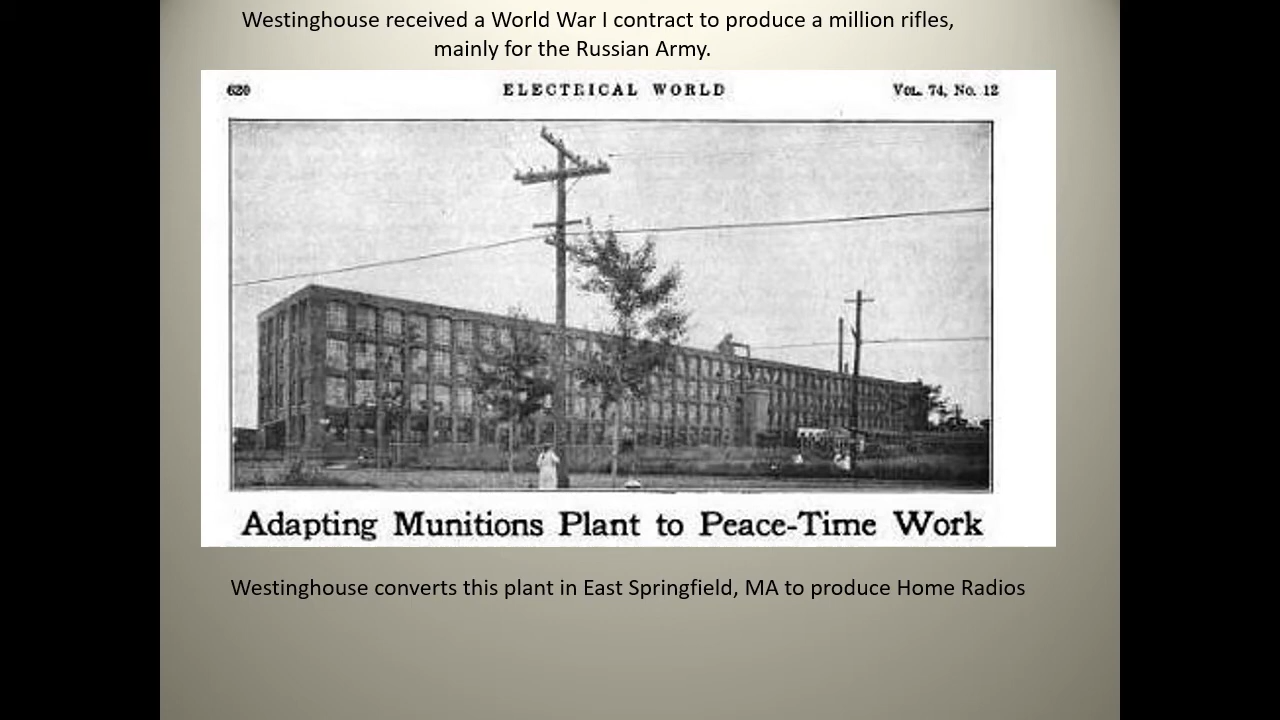 Westinghouse received a World War I contract to produce a million rifles,
mainly for the Russian Army.
620 ELECTRICAL WORLD VOL. 74, No. 12
Adapting Munitions Plant to Peace-Time Work
Westinghouse converts this plant in East Springfield, MA to produce Home Radios